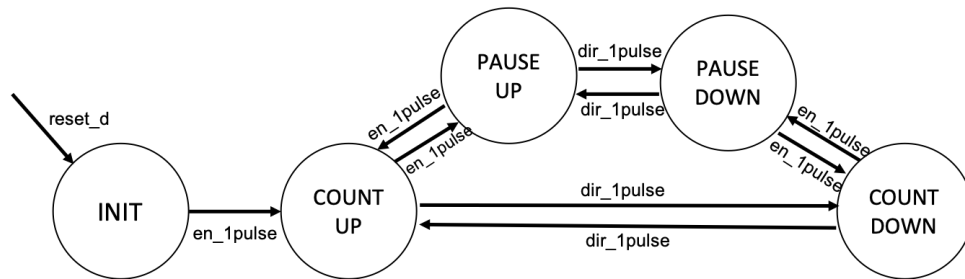 reset_d
INIT
en_1pulse
COUNT
UP
en_1pulse
en_1pulse
PAUSE
UP
dir_1pulse
dir_1pulse
PAUSE
DOWN
en_1pulse
en_1pulse
dir_1pulse
dir_1pulse
COUNT
DOWN